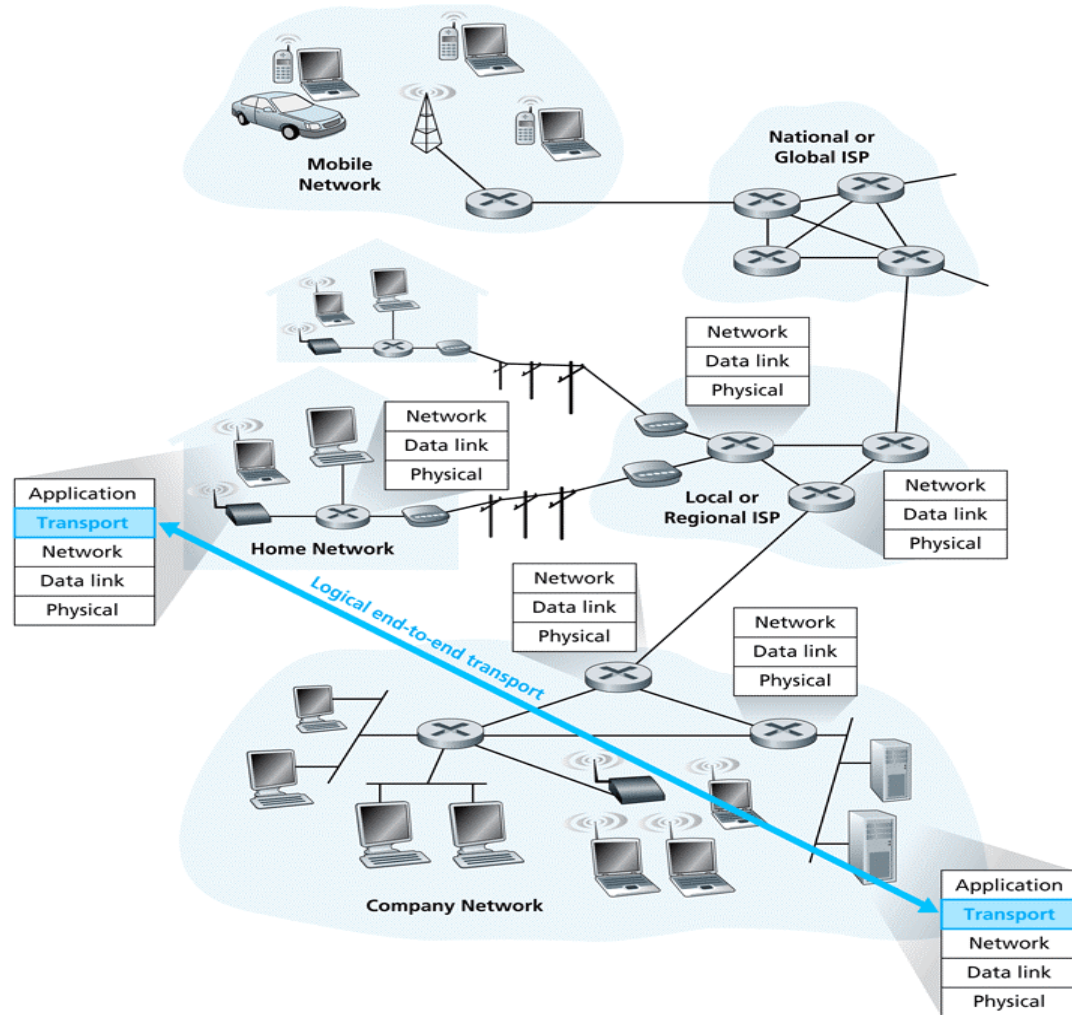 Mobile
Network
National or
Global ISP
Network
Data link
Physical
Network
Data link
Physical
Application
Transport
Network
Data link
Physical
Home Network
Local or
Regional ISP
Network
Data link
Physical
Logical end-to-end transport
Network
Data link
Physical
Network
Data link
Physical
Company Network
Application
Transport
Network
Data link
Physical